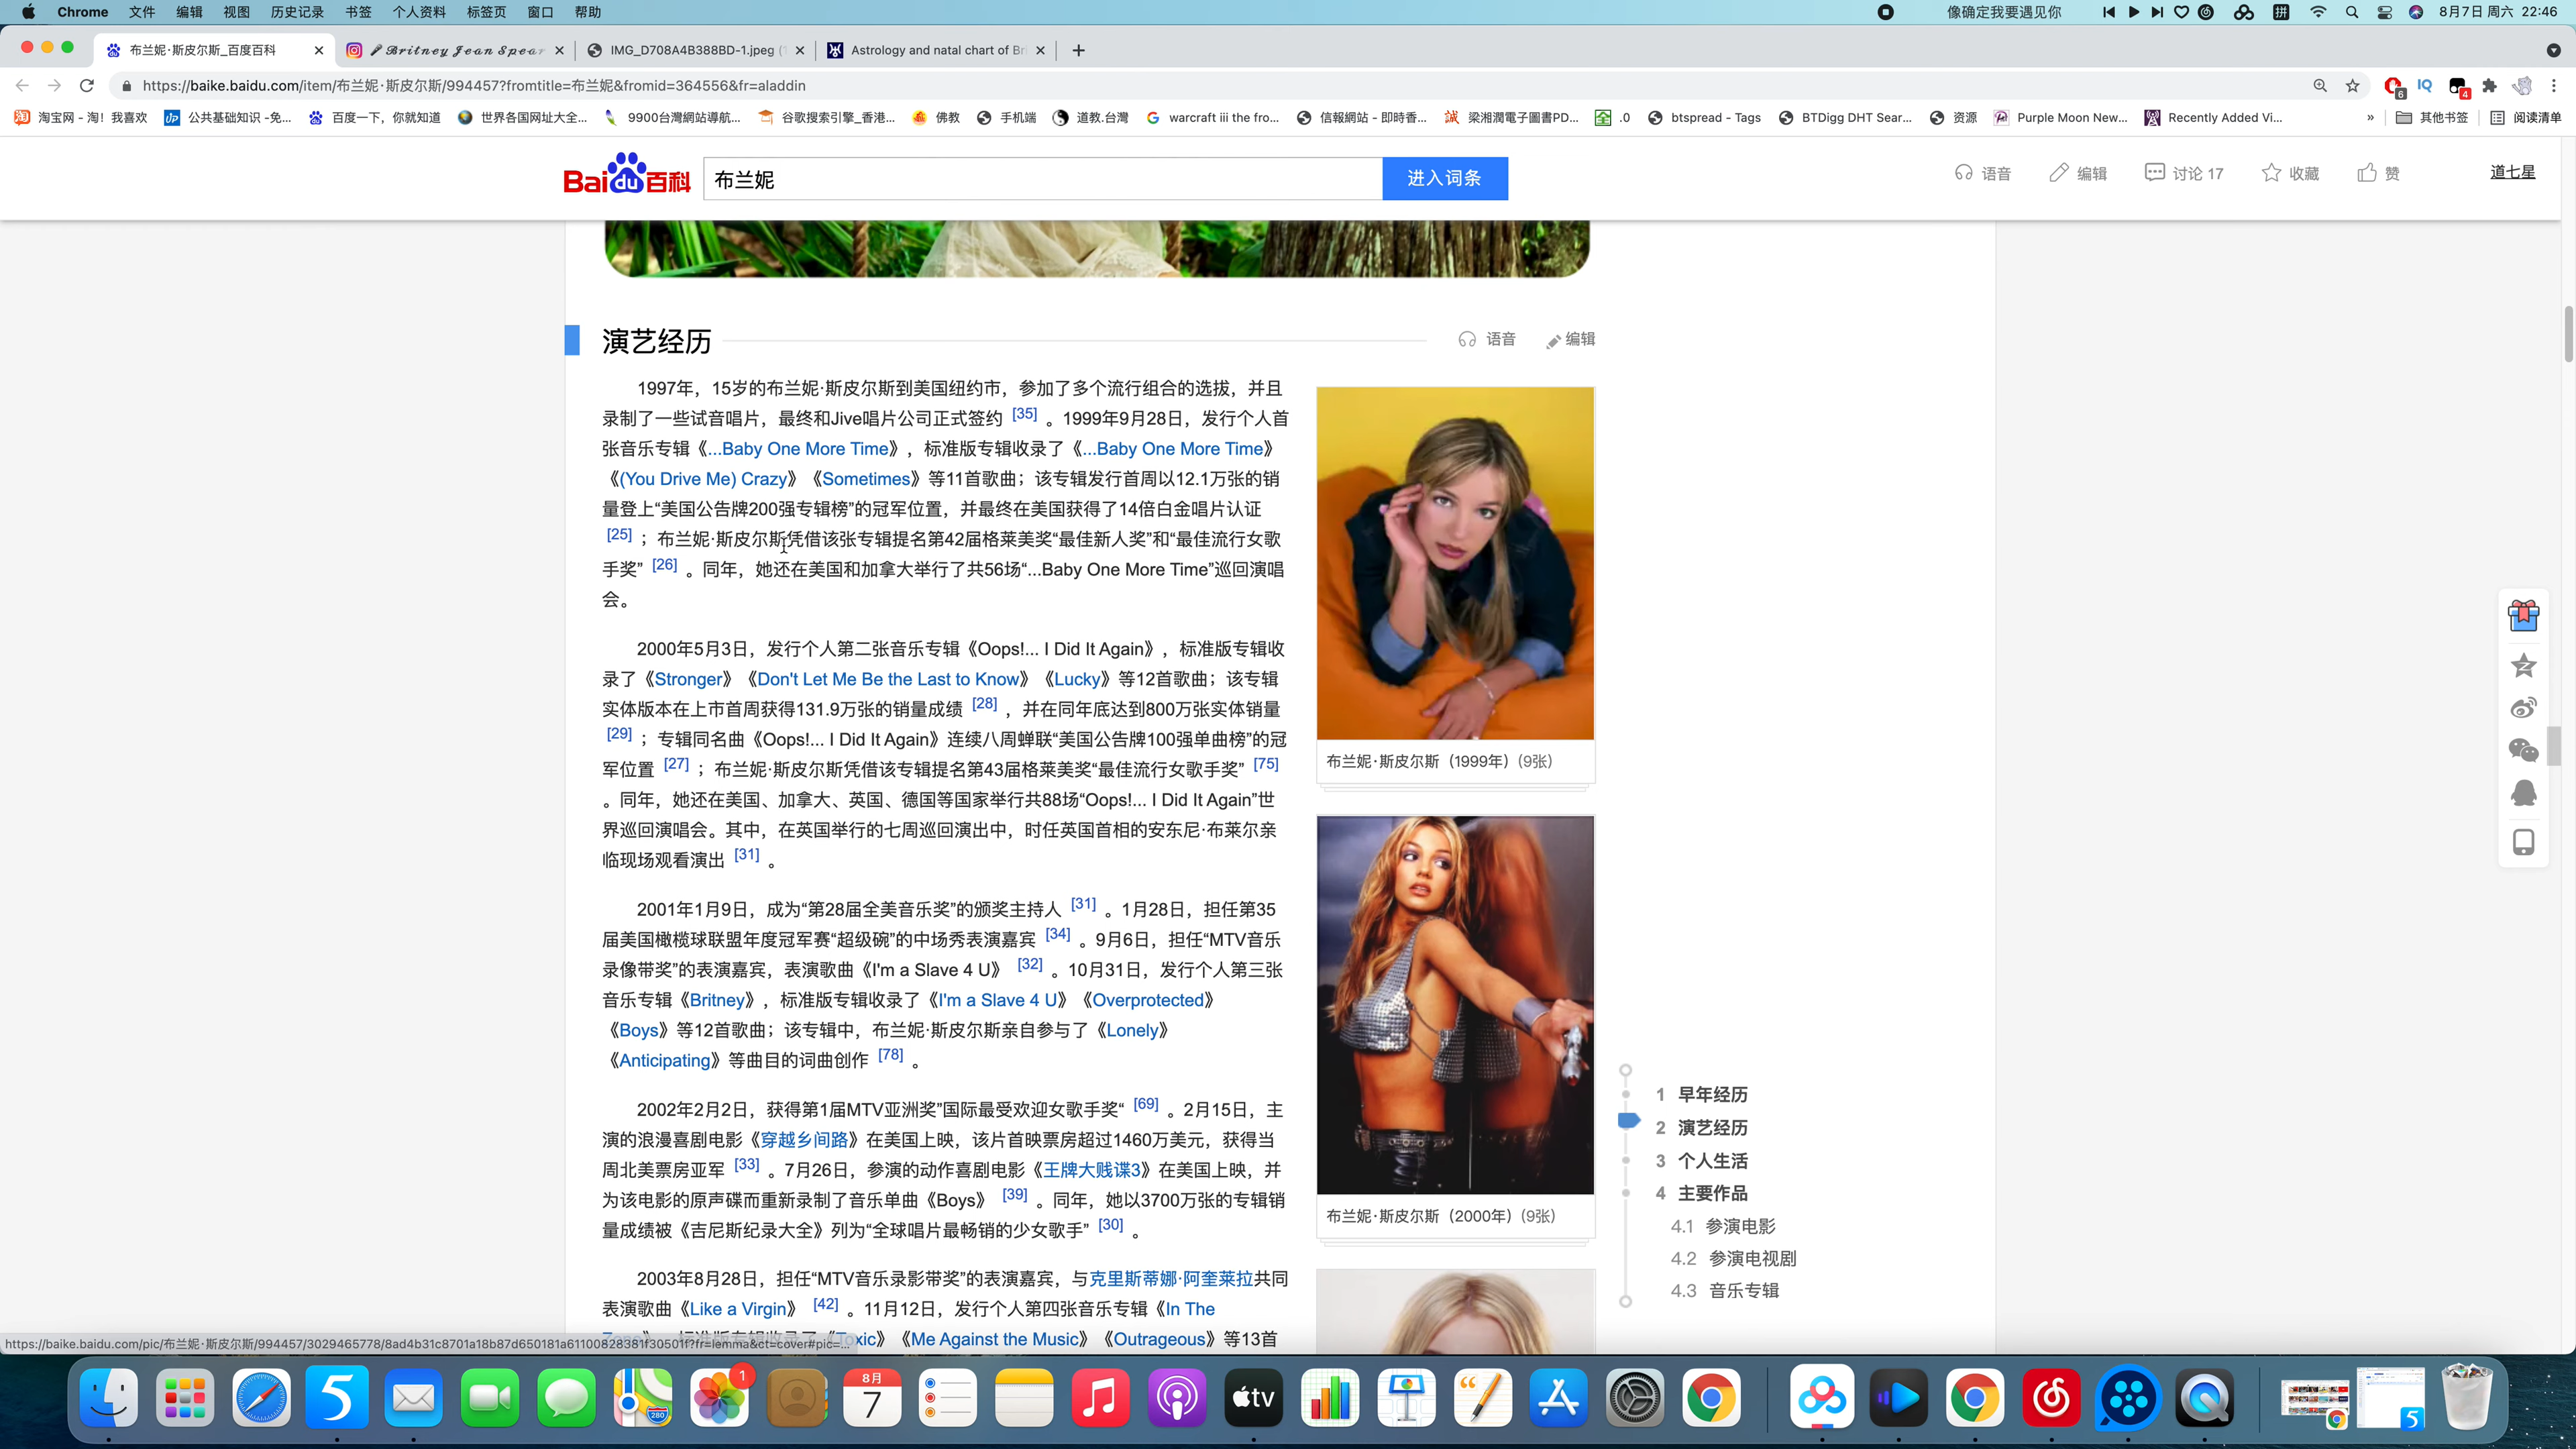 Chrome 文件 编辑 视图 历史记录 书签 个人资料 标签页 窗口 帮助 像确定我要遇见你 拼 8月7日 周六 22:46
布兰妮·斯皮尔斯_百度百科 🎤 𝓑𝓻𝓲𝓽𝓷𝓮𝔂 𝓙𝓮𝓪𝓷 𝓢𝓹𝓮𝓪𝓻 IMG_D708A4B388BD-1.jpeg (1 Astrology and natal chart of Br
https://baike.baidu.com/item/布兰妮·斯皮尔斯/994457?fromtitle=布兰妮&fromid=364556&fr=aladdin 6 IQ 4
淘 淘宝网 - 淘！我喜欢 公共基础知识 -免... 百度一下，你就知道 世界各国网址大全... 9900台灣網站導航... 谷歌搜索引擎_香港... 佛教 手机端 道教.台灣 warcraft iii the fro... 信報網站 - 即時香... 誠 梁湘潤電子圖書PD... 全 .0 btspread - Tags BTDigg DHT Sear... 资源 Purple Moon New... Recently Added Vi... » 其他书签 阅读清单
Bai du 百科 布兰妮 进入词条 语音 编辑 讨论 17 收藏 赞 道七星
演艺经历 语音 编辑
1997年，15岁的布兰妮·斯皮尔斯到美国纽约市，参加了多个流行组合的选拔，并且
录制了一些试音唱片，最终和Jive唱片公司正式签约 [35] 。1999年9月28日，发行个人首
张音乐专辑《...Baby One More Time》，标准版专辑收录了《...Baby One More Time》
《(You Drive Me) Crazy》《Sometimes》等11首歌曲；该专辑发行首周以12.1万张的销
量登上“美国公告牌200强专辑榜”的冠军位置，并最终在美国获得了14倍白金唱片认证
[25] ；布兰妮·斯皮尔斯凭借该张专辑提名第42届格莱美奖“最佳新人奖”和“最佳流行女歌
手奖” [26] 。同年，她还在美国和加拿大举行了共56场“...Baby One More Time”巡回演唱
会。
2000年5月3日，发行个人第二张音乐专辑《Oops!... I Did It Again》，标准版专辑收
录了《Stronger》《Don't Let Me Be the Last to Know》《Lucky》等12首歌曲；该专辑
实体版本在上市首周获得131.9万张的销量成绩 [28] ，并在同年底达到800万张实体销量
[29] ；专辑同名曲《Oops!... I Did It Again》连续八周蝉联“美国公告牌100强单曲榜”的冠
军位置 [27] ；布兰妮·斯皮尔斯凭借该专辑提名第43届格莱美奖“最佳流行女歌手奖” [75]
。同年，她还在美国、加拿大、英国、德国等国家举行共88场“Oops!... I Did It Again”世
界巡回演唱会。其中，在英国举行的七周巡回演出中，时任英国首相的安东尼·布莱尔亲
临现场观看演出 [31] 。
2001年1月9日，成为“第28届全美音乐奖”的颁奖主持人 [31] 。1月28日，担任第35
届美国橄榄球联盟年度冠军赛“超级碗”的中场秀表演嘉宾 [34] 。9月6日，担任“MTV音乐
录像带奖”的表演嘉宾，表演歌曲《I'm a Slave 4 U》 [32] 。10月31日，发行个人第三张
音乐专辑《Britney》，标准版专辑收录了《I'm a Slave 4 U》《Overprotected》
《Boys》等12首歌曲；该专辑中，布兰妮·斯皮尔斯亲自参与了《Lonely》
《Anticipating》等曲目的词曲创作 [78] 。
2002年2月2日，获得第1届MTV亚洲奖”国际最受欢迎女歌手奖“ [69] 。2月15日，主
演的浪漫喜剧电影《穿越乡间路》在美国上映，该片首映票房超过1460万美元，获得当
周北美票房亚军 [33] 。7月26日，参演的动作喜剧电影《王牌大贱谍3》在美国上映，并
为该电影的原声碟而重新录制了音乐单曲《Boys》 [39] 。同年，她以3700万张的专辑销
量成绩被《吉尼斯纪录大全》列为“全球唱片最畅销的少女歌手” [30] 。
2003年8月28日，担任“MTV音乐录影带奖”的表演嘉宾，与克里斯蒂娜·阿奎莱拉共同
表演歌曲《Like a Virgin》 [42] 。11月12日，发行个人第四张音乐专辑《In The
Toxic》《Me Against the Music》《Outrageous》等13首
布兰妮·斯皮尔斯（1999年）(9张)
布兰妮·斯皮尔斯（2000年）(9张)
1 早年经历
2 演艺经历
3 个人生活
4 主要作品
4.1 参演电影
4.2 参演电视剧
4.3 音乐专辑
https://baike.baidu.com/pic/布兰妮·斯皮尔斯/994457/3029465778/8ad4b31c8701a18b87d650181a61100828381f30501f?fr=lemma&ct=cover#pic=...
5 280 1 8月 7 tv 5